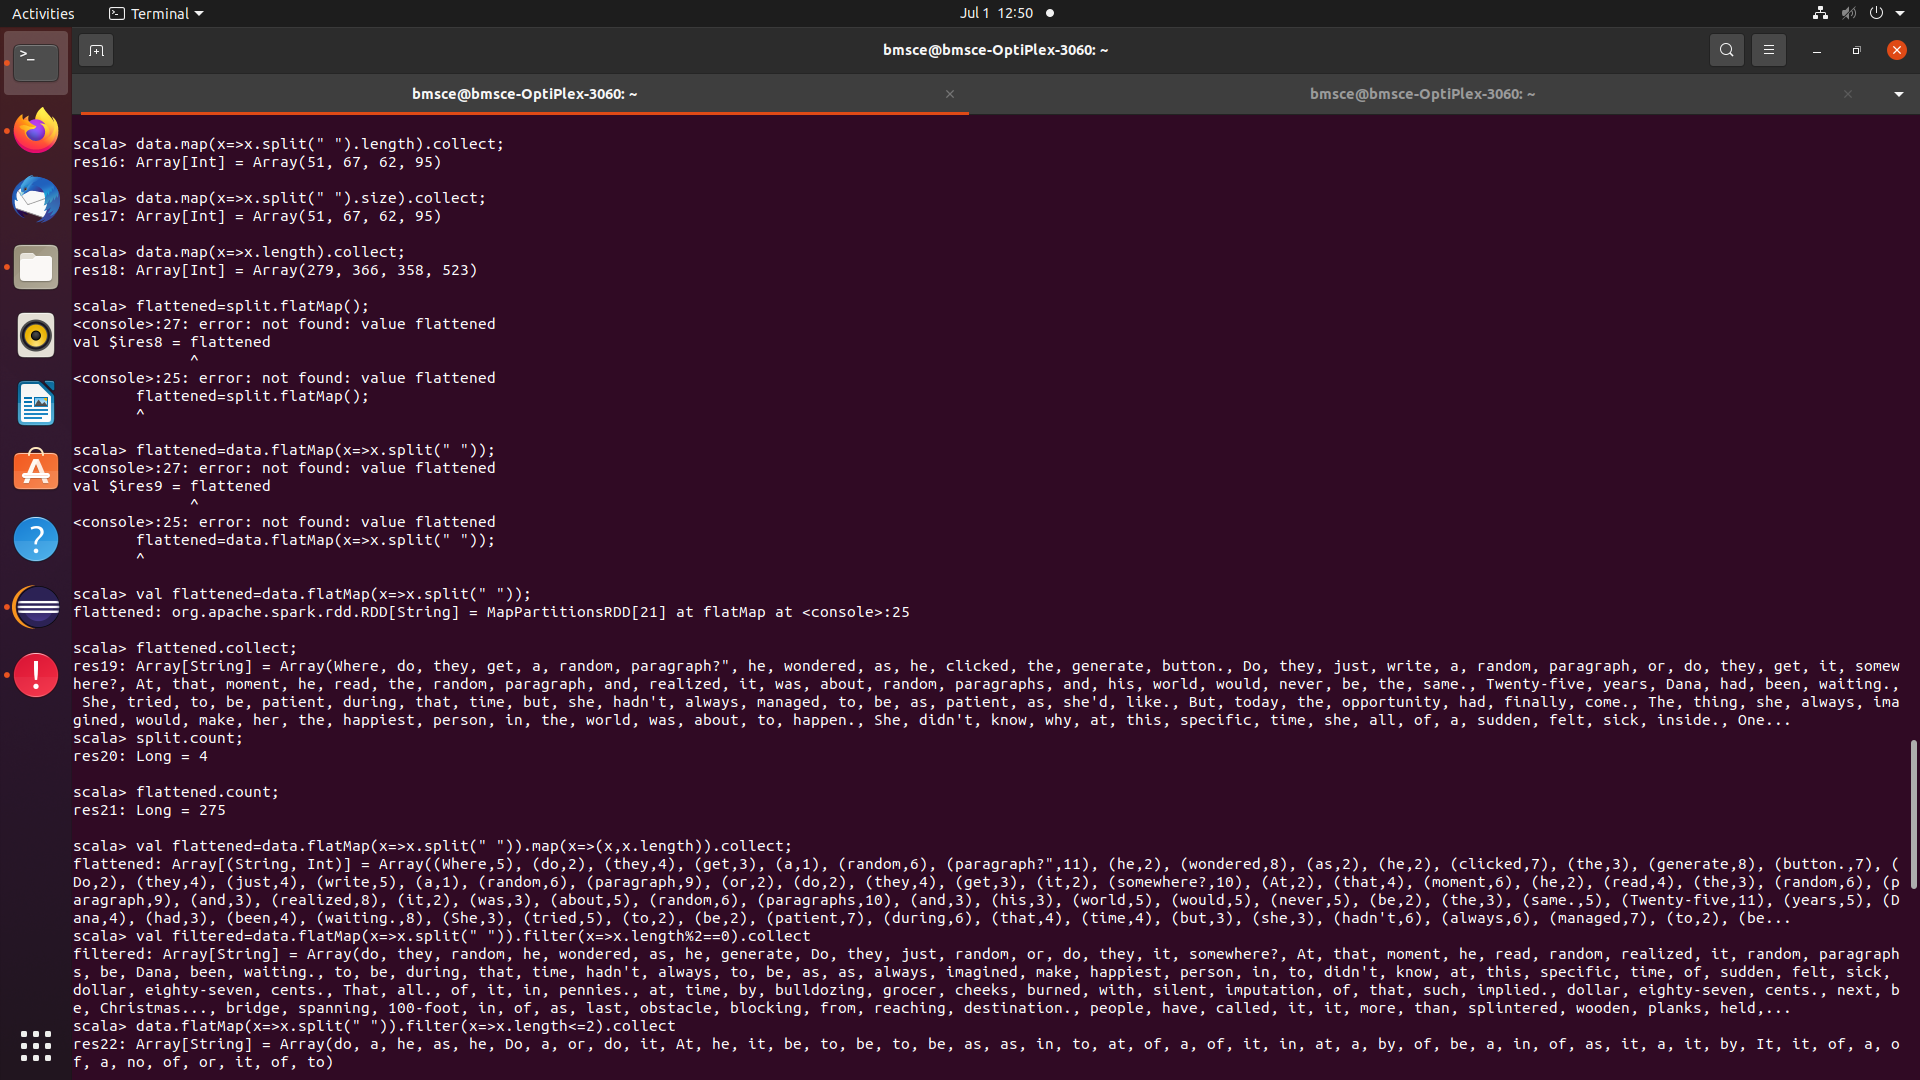 Activities
Terminal
Jul 1 12:50
bmsce@bmsce-OptiPlex-3060: ~
bmsce@bmsce-OptiPlex-3060: ~
bmsce@bmsce-OptiPlex-3060: ~
scala> data.map(x=>x.split(" ").length).collect;
res16: Array[Int] = Array(51, 67, 62, 95)
scala> data.map(x=>x.split(" ").size).collect;
res17: Array[Int] = Array(51, 67, 62, 95)
scala> data.map(x=>x.length).collect;
res18: Array[Int] = Array(279, 366, 358, 523)
scala> flattened=split.flatMap();
<console>:27: error: not found: value flattened
val $ires8 = flattened
^
<console>:25: error: not found: value flattened
flattened=split.flatMap();
^
scala> flattened=data.flatMap(x=>x.split(" "));
<console>:27: error: not found: value flattened
val $ires9 = flattened
^
<console>:25: error: not found: value flattened
flattened=data.flatMap(x=>x.split(" "));
^
scala> val flattened=data.flatMap(x=>x.split(" "));
flattened: org.apache.spark.rdd.RDD[String] = MapPartitionsRDD[21] at flatMap at <console>:25
scala> flattened.collect;
res19: Array[String] = Array(Where, do, they, get, a, random, paragraph?", he, wondered, as, he, clicked, the, generate, button., Do, they, just, write, a, random, paragraph, or, do, they, get, it, somew
here?, At, that, moment, he, read, the, random, paragraph, and, realized, it, was, about, random, paragraphs, and, his, world, would, never, be, the, same., Twenty-five, years, Dana, had, been, waiting.,
She, tried, to, be, patient, during, that, time, but, she, hadn't, always, managed, to, be, as, patient, as, she'd, like., But, today, the, opportunity, had, finally, come., The, thing, she, always, ima
gined, would, make, her, the, happiest, person, in, the, world, was, about, to, happen., She, didn't, know, why, at, this, specific, time, she, all, of, a, sudden, felt, sick, inside., One...
scala> split.count;
res20: Long = 4
scala> flattened.count;
res21: Long = 275
scala> val flattened=data.flatMap(x=>x.split(" ")).map(x=>(x,x.length)).collect;
flattened: Array[(String, Int)] = Array((Where,5), (do,2), (they,4), (get,3), (a,1), (random,6), (paragraph?",11), (he,2), (wondered,8), (as,2), (he,2), (clicked,7), (the,3), (generate,8), (button.,7), (
Do,2), (they,4), (just,4), (write,5), (a,1), (random,6), (paragraph,9), (or,2), (do,2), (they,4), (get,3), (it,2), (somewhere?,10), (At,2), (that,4), (moment,6), (he,2), (read,4), (the,3), (random,6), (p
aragraph,9), (and,3), (realized,8), (it,2), (was,3), (about,5), (random,6), (paragraphs,10), (and,3), (his,3), (world,5), (would,5), (never,5), (be,2), (the,3), (same.,5), (Twenty-five,11), (years,5), (D
ana,4), (had,3), (been,4), (waiting.,8), (She,3), (tried,5), (to,2), (be,2), (patient,7), (during,6), (that,4), (time,4), (but,3), (she,3), (hadn't,6), (always,6), (managed,7), (to,2), (be...
scala> val filtered=data.flatMap(x=>x.split(" ")).filter(x=>x.length%2==0).collect
filtered: Array[String] = Array(do, they, random, he, wondered, as, he, generate, Do, they, just, random, or, do, they, it, somewhere?, At, that, moment, he, read, random, realized, it, random, paragraph
s, be, Dana, been, waiting., to, be, during, that, time, hadn't, always, to, be, as, as, always, imagined, make, happiest, person, in, to, didn't, know, at, this, specific, time, of, sudden, felt, sick,
dollar, eighty-seven, cents., That, all., of, it, in, pennies., at, time, by, bulldozing, grocer, cheeks, burned, with, silent, imputation, of, that, such, implied., dollar, eighty-seven, cents., next, b
e, Christmas..., bridge, spanning, 100-foot, in, of, as, last, obstacle, blocking, from, reaching, destination., people, have, called, it, it, more, than, splintered, wooden, planks, held,...
scala> data.flatMap(x=>x.split(" ")).filter(x=>x.length<=2).collect
res22: Array[String] = Array(do, a, he, as, he, Do, a, or, do, it, At, he, it, be, to, be, to, be, as, as, in, to, at, of, a, of, it, in, at, a, by, of, be, a, in, of, as, it, a, it, by, It, it, of, a, o
f, a, no, of, or, it, of, to)